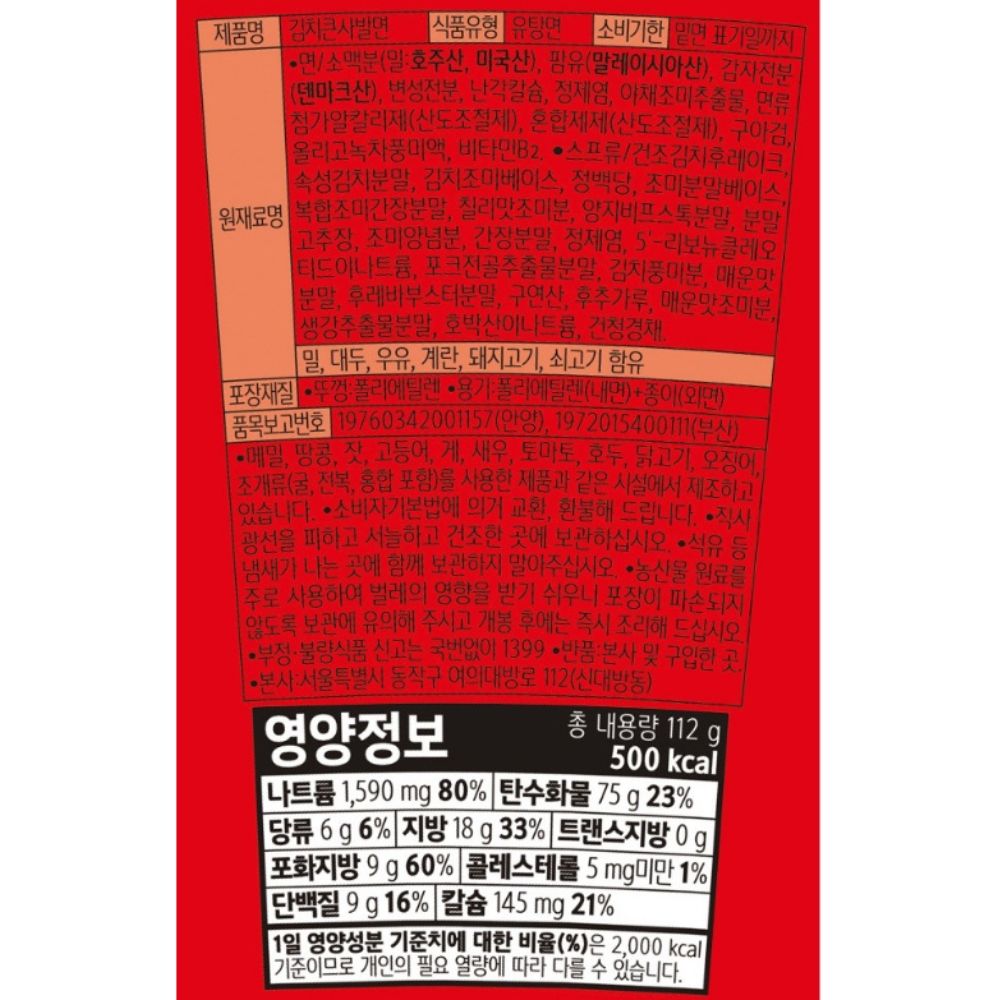 제품명 김치큰사발면 식품유형 유탕면 소비기한 밑면 표기일까지
원재료명
•면/소맥분(밀:호주산, 미국산), 팜유(말레이시아산), 감자전분
(덴마크산), 변성전분, 난각칼슘, 정제염, 야채조미추출물, 면류
첨가알칼리제(산도조절제), 혼합제제(산도조절제), 구아검,
올리고녹차풍미액, 비타민B2. •스프류/건조김치후레이크,
속성김치분말, 김치조미베이스, 정백당, 조미분말베이스,
복합조미간장분말, 칠리맛조미분, 양지비프스톡분말, 분말
고추장, 조미양념분, 간장분말, 정제염, 5'-리보뉴클레오
티드이나트륨, 포크전골추출물분말, 김치풍미분, 매운맛
분말, 후레바부스터분말, 구연산, 후추가루, 매운맛조미분,
생강추출물분말, 호박산이나트륨, 건청경채.
밀, 대두, 우유, 계란, 돼지고기, 쇠고기 함유
포장재질 •뚜껑:폴리에틸렌 •용기:폴리에틸렌(내면)+종이(외면)
품목보고번호 19760342001157(안양), 1972015400111(부산)
•메밀, 땅콩, 잣, 고등어, 게, 새우, 토마토, 호두, 닭고기, 오징어,
조개류(굴, 전복, 홍합 포함)를 사용한 제품과 같은 시설에서 제조하고
있습니다. •소비자기본법에 의거 교환, 환불해 드립니다. •직사
광선을 피하고 서늘하고 건조한 곳에 보관하십시오. •석유 등
냄새가 나는 곳에 함께 보관하지 말아주십시오. •농산물 원료를
주로 사용하여 벌레의 영향을 받기 쉬우니 포장이 파손되지
않도록 보관에 유의해 주시고 개봉 후에는 즉시 조리해 드십시오.
•부정·불량식품 신고는 국번없이 1399 •반품:본사 및 구입한 곳.
•본사:서울특별시 동작구 여의대방로 112(신대방동)
영양정보 총 내용량 112 g
500 kcal
나트륨 1,590 mg 80% 탄수화물 75 g 23%
당류 6 g 6% 지방 18 g 33% 트랜스지방 0 g
포화지방 9 g 60% 콜레스테롤 5 mg미만 1%
단백질 9 g 16% 칼슘 145 mg 21%
1일 영양성분 기준치에 대한 비율(%)은 2,000 kcal
기준이므로 개인의 필요 열량에 따라 다를 수 있습니다.